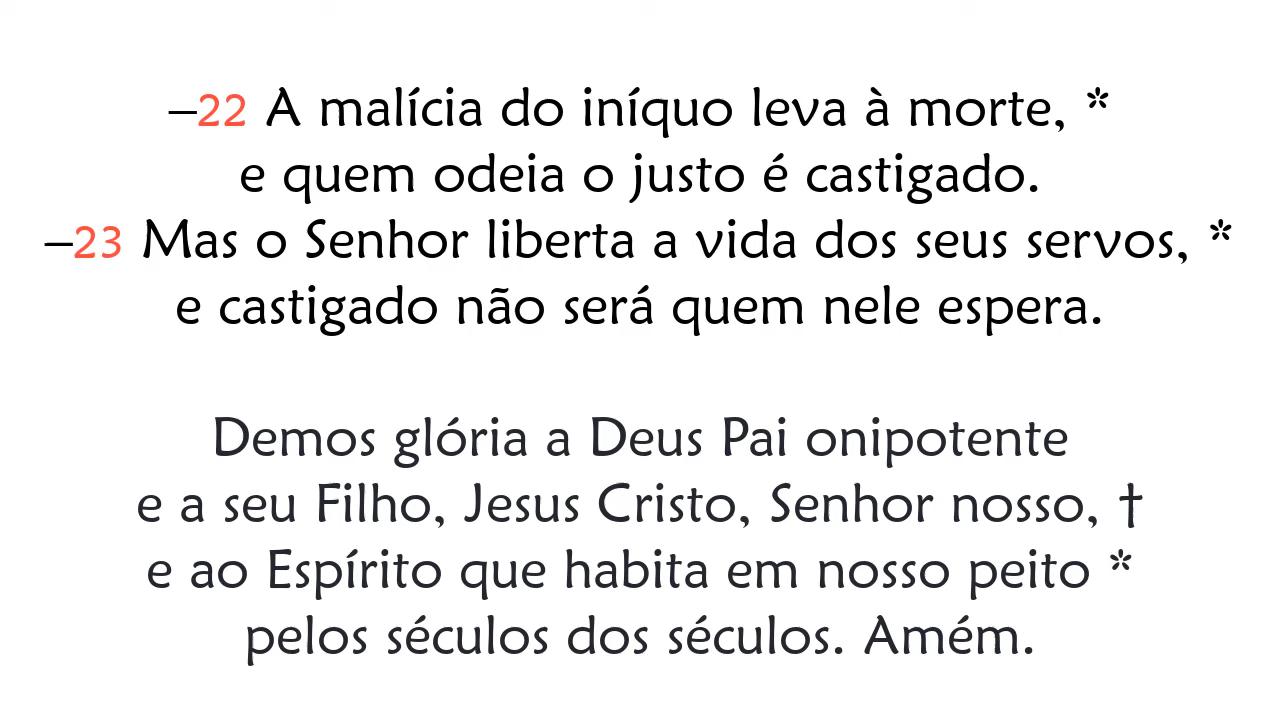 –22 A malícia do iníquo leva à morte, *
e quem odeia o justo é castigado.
–23 Mas o Senhor liberta a vida dos seus servos, *
e castigado não será quem nele espera.
Demos glória a Deus Pai onipotente
e a seu Filho, Jesus Cristo, Senhor nosso, †
e ao Espírito que habita em nosso peito *
pelos séculos dos séculos. Amém.